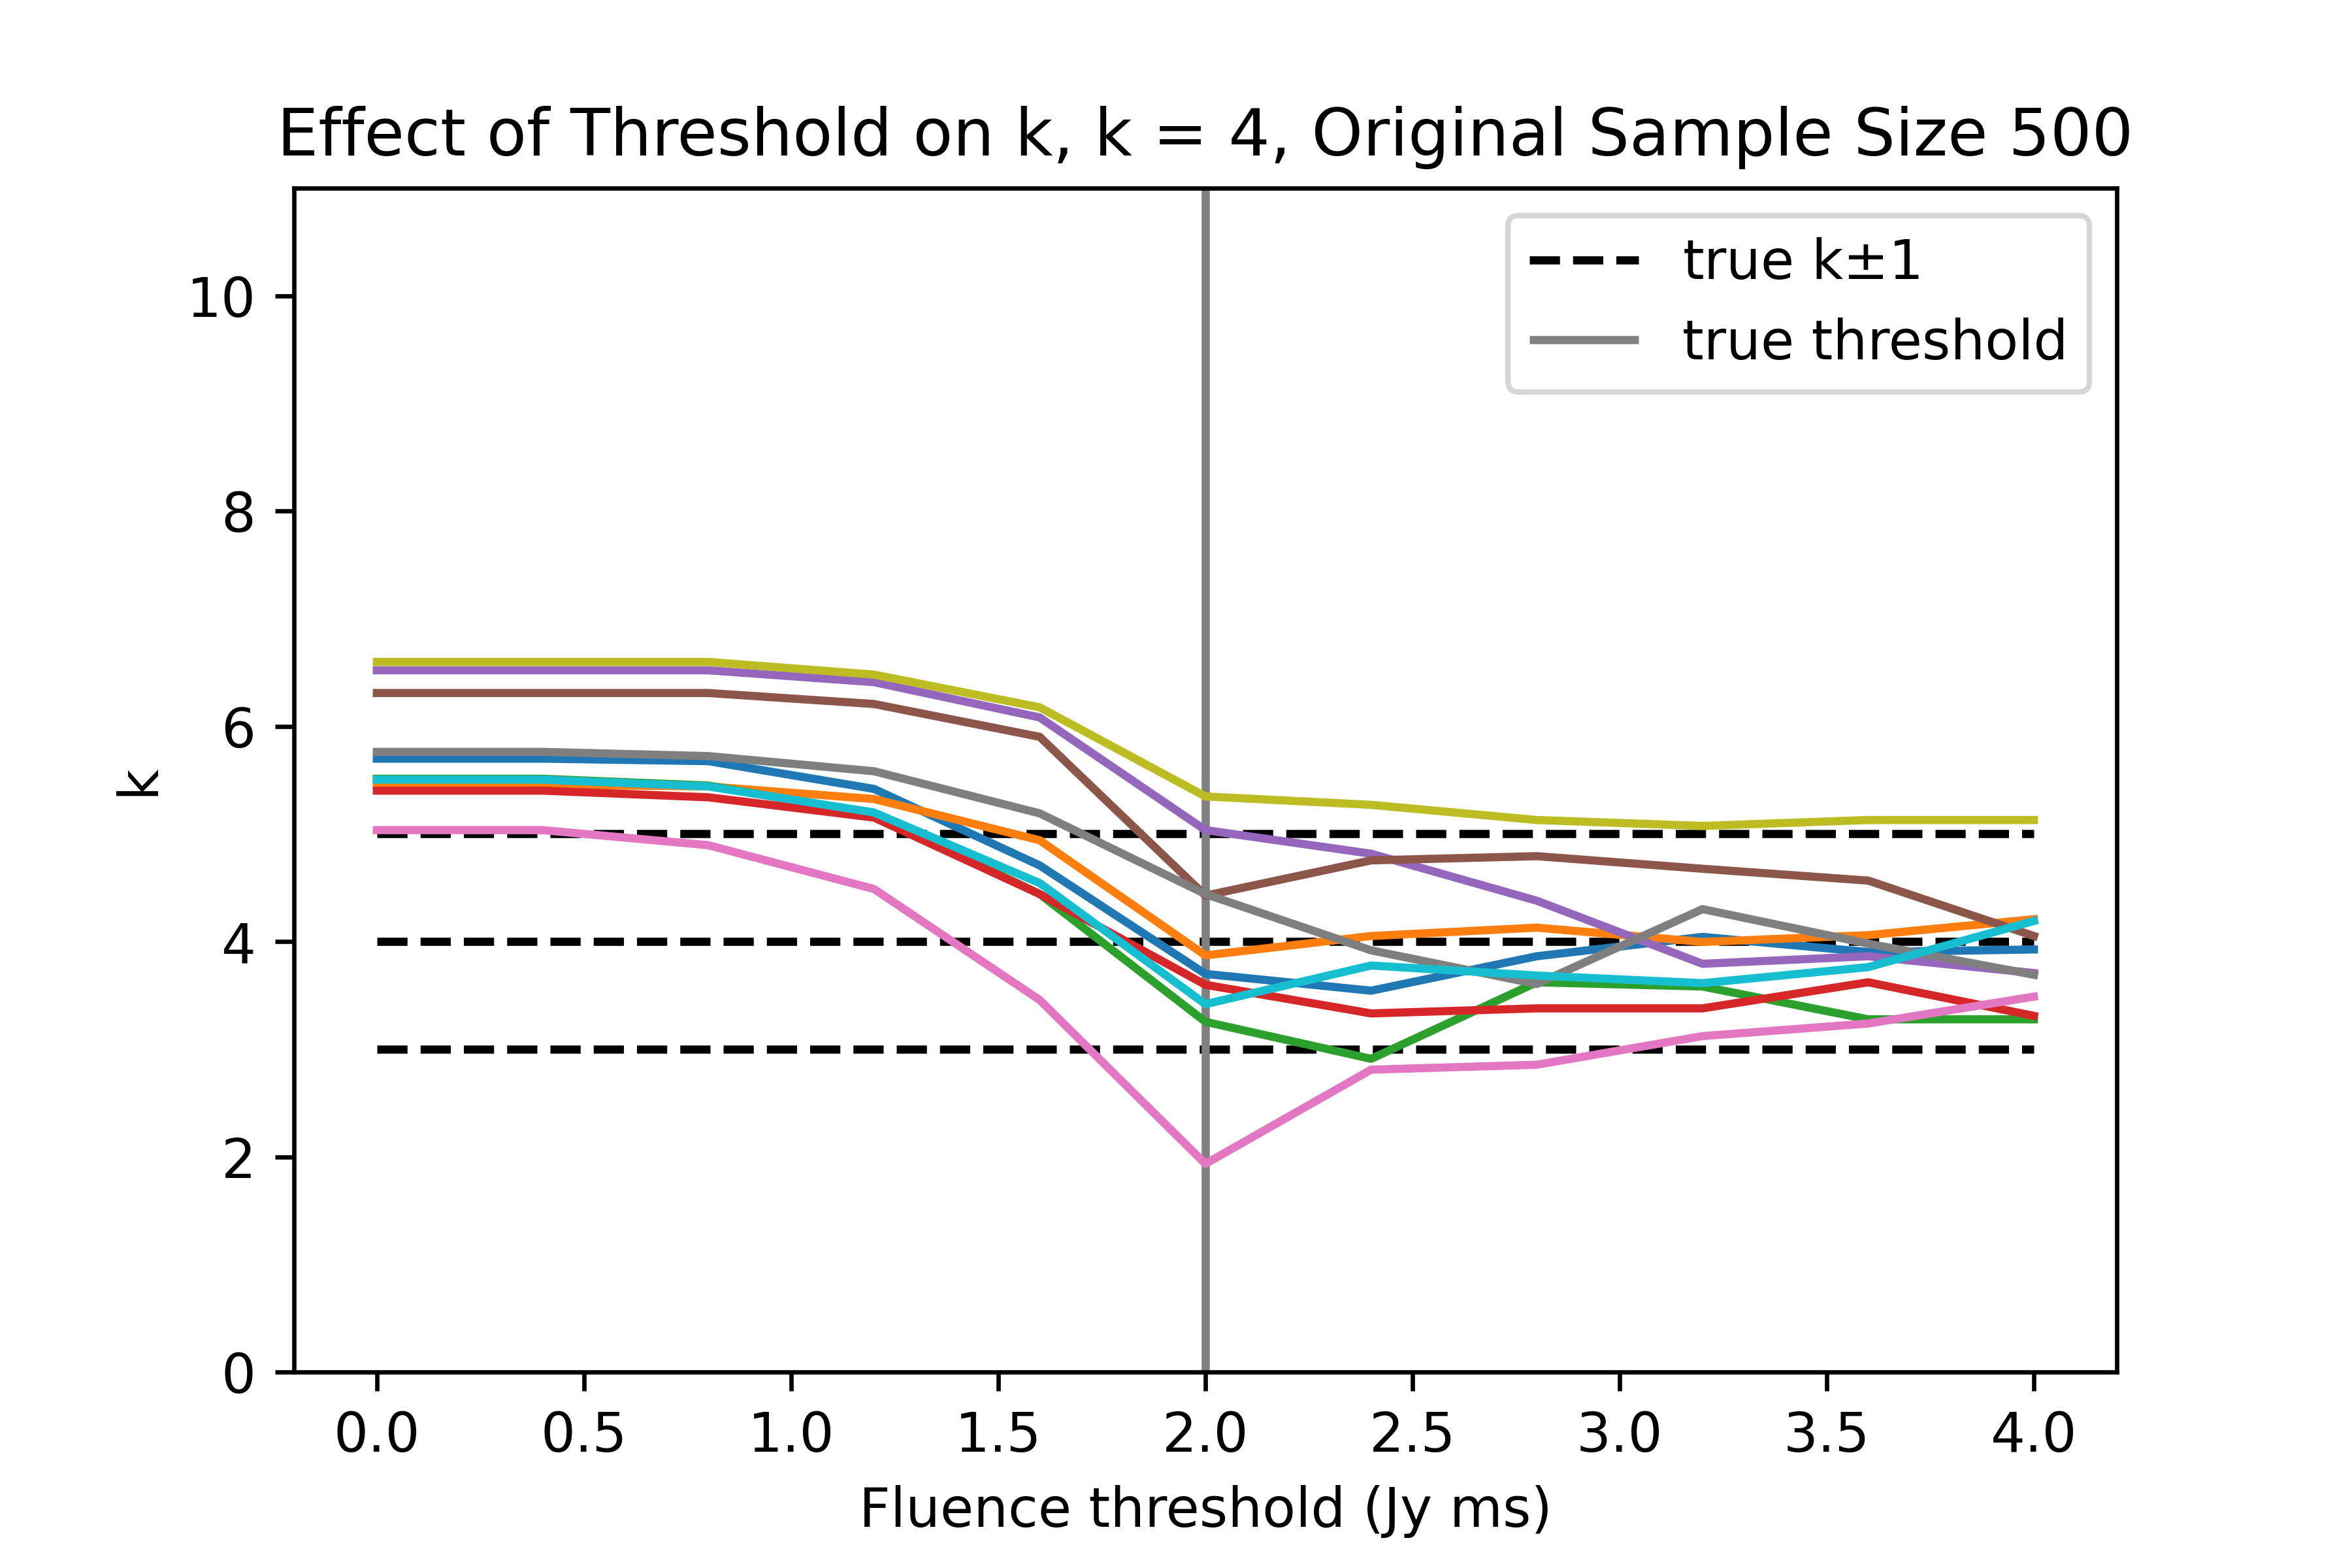 Effect of Threshold on k, k = 4, Original Sample Size 500
true k±1
true threshold
10
8
6
4
2
0
k
0.0 0.5 1.0 1.5 2.0 2.5 3.0 3.5 4.0
Fluence threshold (Jy ms)